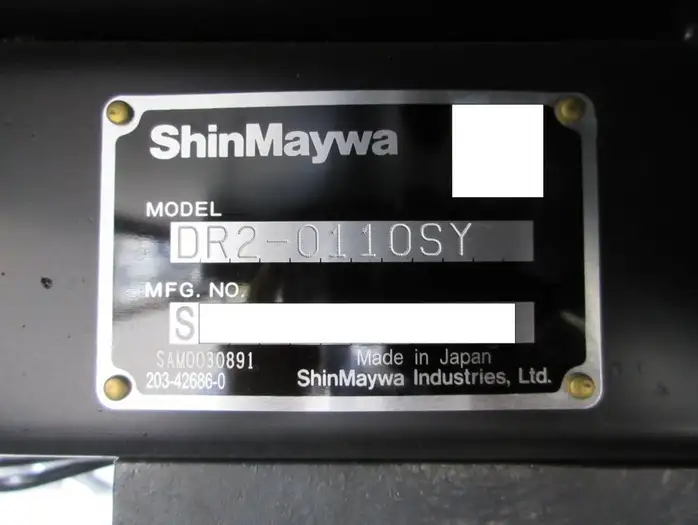 ShinMaywa
MODEL
DR2-0110SY
MFG. NO.
S
SAM0030891
Made in Japan
203-42686-0
ShinMaywa Industries, Ltd.